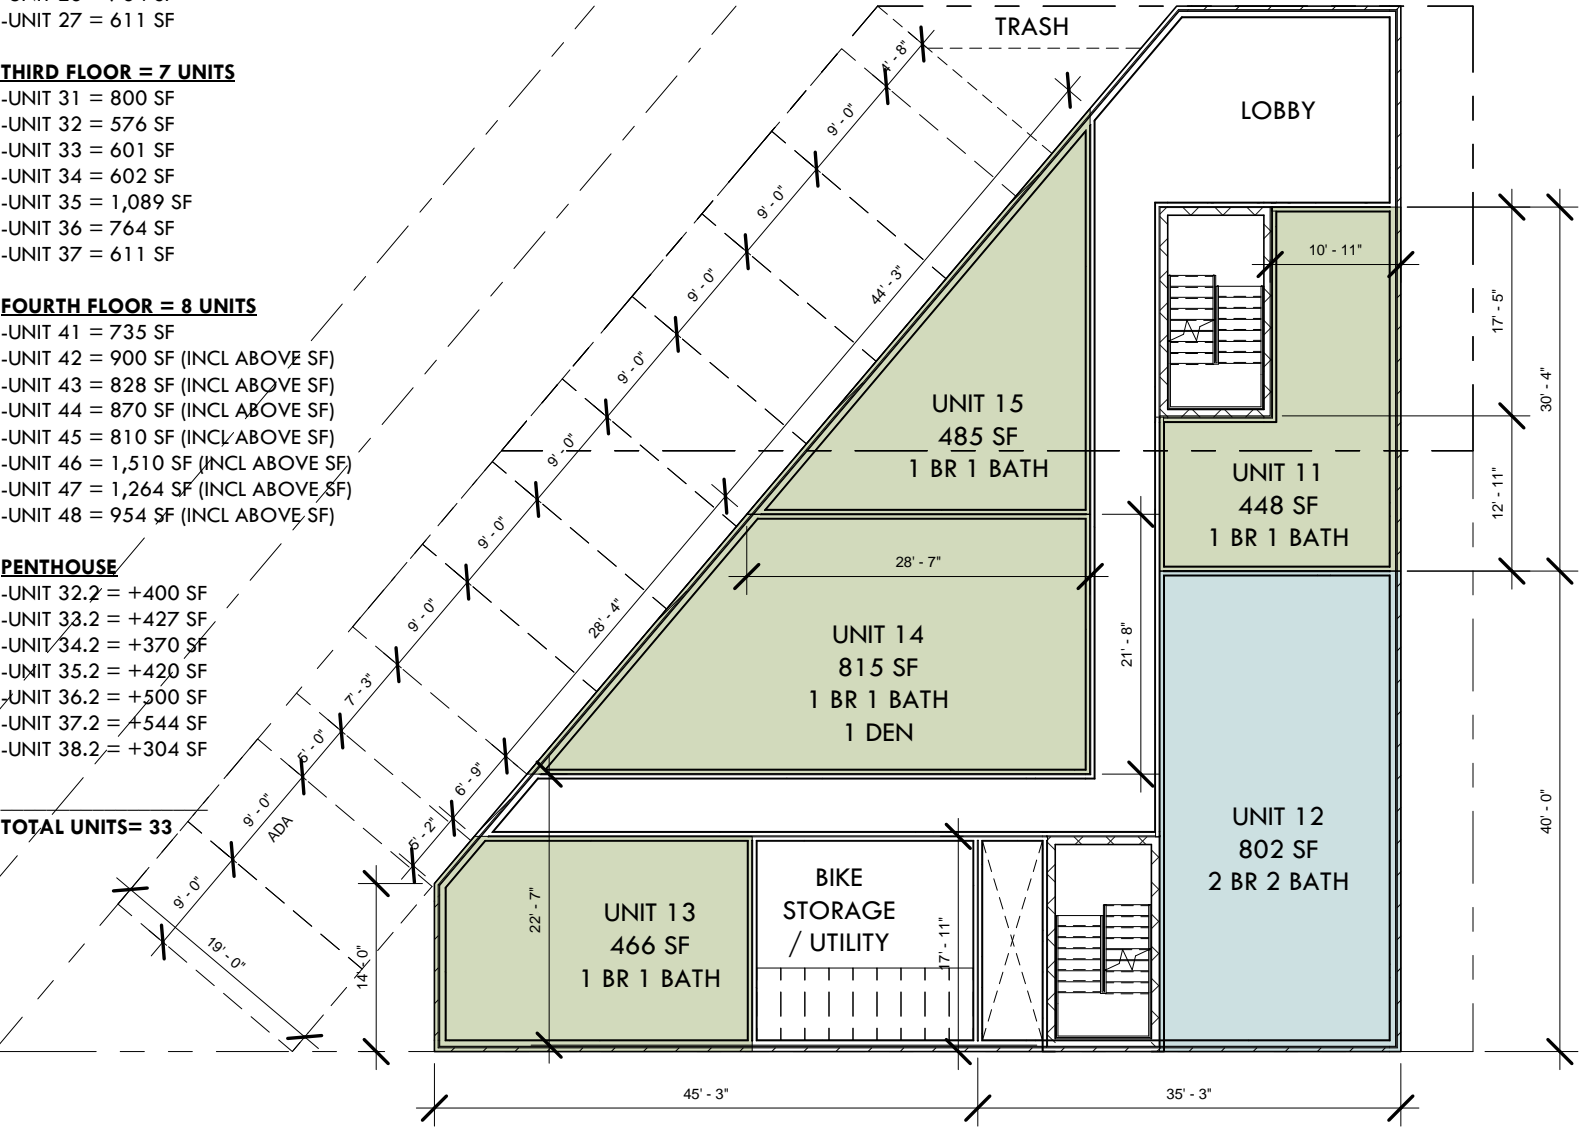 -UNIT 27 = 611 SF
THIRD FLOOR = 7 UNITS
-UNIT 31 = 800 SF
-UNIT 32 = 576 SF
-UNIT 33 = 601 SF
-UNIT 34 = 602 SF
-UNIT 35 = 1,089 SF
-UNIT 36 = 764 SF
-UNIT 37 = 611 SF
FOURTH FLOOR = 8 UNITS
-UNIT 41 = 735 SF
-UNIT 42 = 900 SF (INCL ABOVE SF)
-UNIT 43 = 828 SF (INCL ABOVE SF)
-UNIT 44 = 870 SF (INCL ABOVE SF)
-UNIT 45 = 810 SF (INCL ABOVE SF)
-UNIT 46 = 1,510 SF (INCL ABOVE SF)
-UNIT 47 = 1,264 SF (INCL ABOVE SF)
-UNIT 48 = 954 SF (INCL ABOVE SF)
PENTHOUSE
-UNIT 32.2 = +400 SF
-UNIT 33.2 = +427 SF
-UNIT 34.2 = +370 SF
-UNIT 35.2 = +420 SF
-UNIT 36.2 = +500 SF
-UNIT 37.2 = +544 SF
-UNIT 38.2 = +304 SF
TOTAL UNITS= 33
TRASH
LOBBY
4' - 8"
9' - 0"
9' - 0"
9' - 0"
9' - 0"
9' - 0"
9' - 0"
9' - 0"
7' - 3"
5' - 0"
9' - 0"
ADA
9' - 0"
19' - 0"
44' - 3"
28' - 4"
6' - 9"
5' - 2"
14' - 0"
10' - 11"
17' - 5"
30' - 4"
12' - 11"
UNIT 15
485 SF
1 BR 1 BATH
UNIT 11
448 SF
1 BR 1 BATH
28' - 7"
21' - 8"
UNIT 14
815 SF
1 BR 1 BATH
1 DEN
UNIT 12
802 SF
2 BR 2 BATH
40' - 0"
22' - 7"
UNIT 13
466 SF
1 BR 1 BATH
BIKE
STORAGE
/ UTILITY
17' - 11"
45' - 3"
35' - 3"